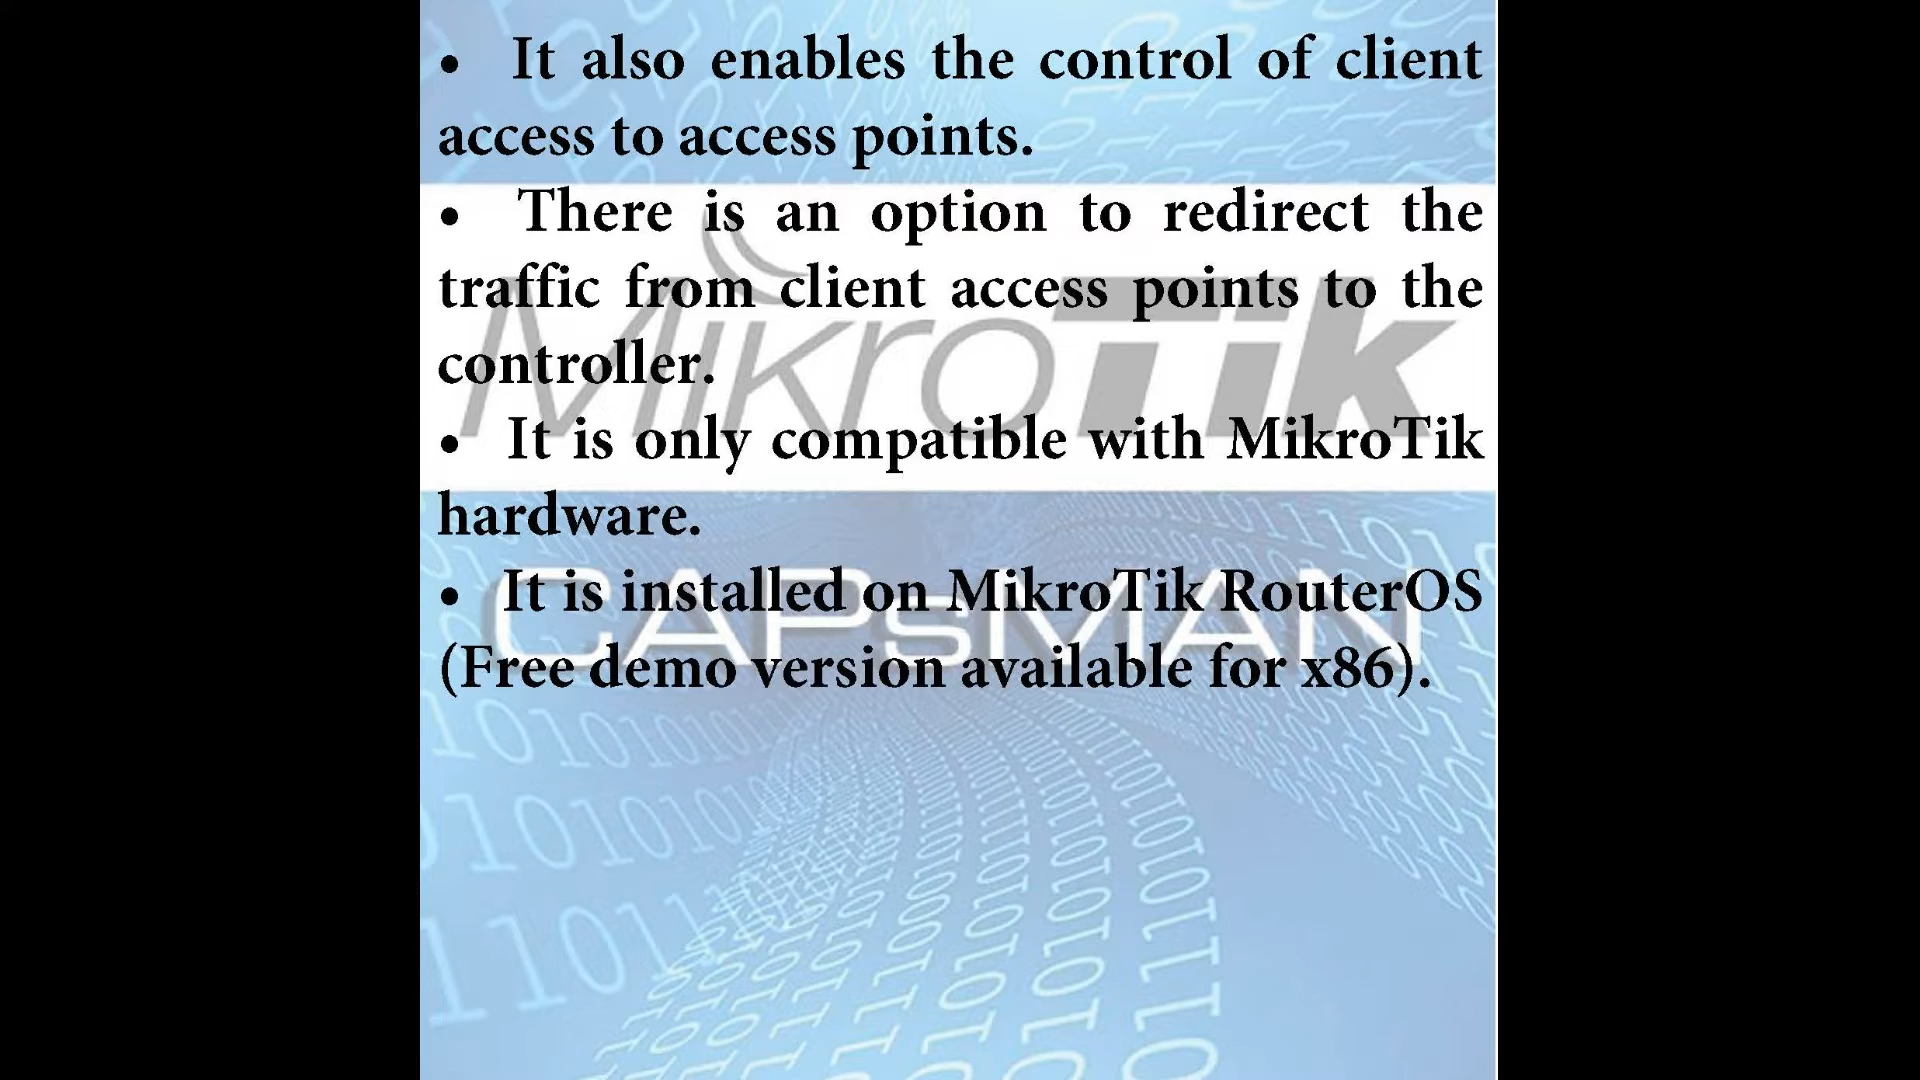 • It also enables the control of client
access to access points.
• There is an option to redirect the
traffic from client access points to the
controller.
MikroTik
• It is only compatible with MikroTik
hardware.
• It is installed on MikroTik RouterOS
CAPsMAN
(Free demo version available for x86).